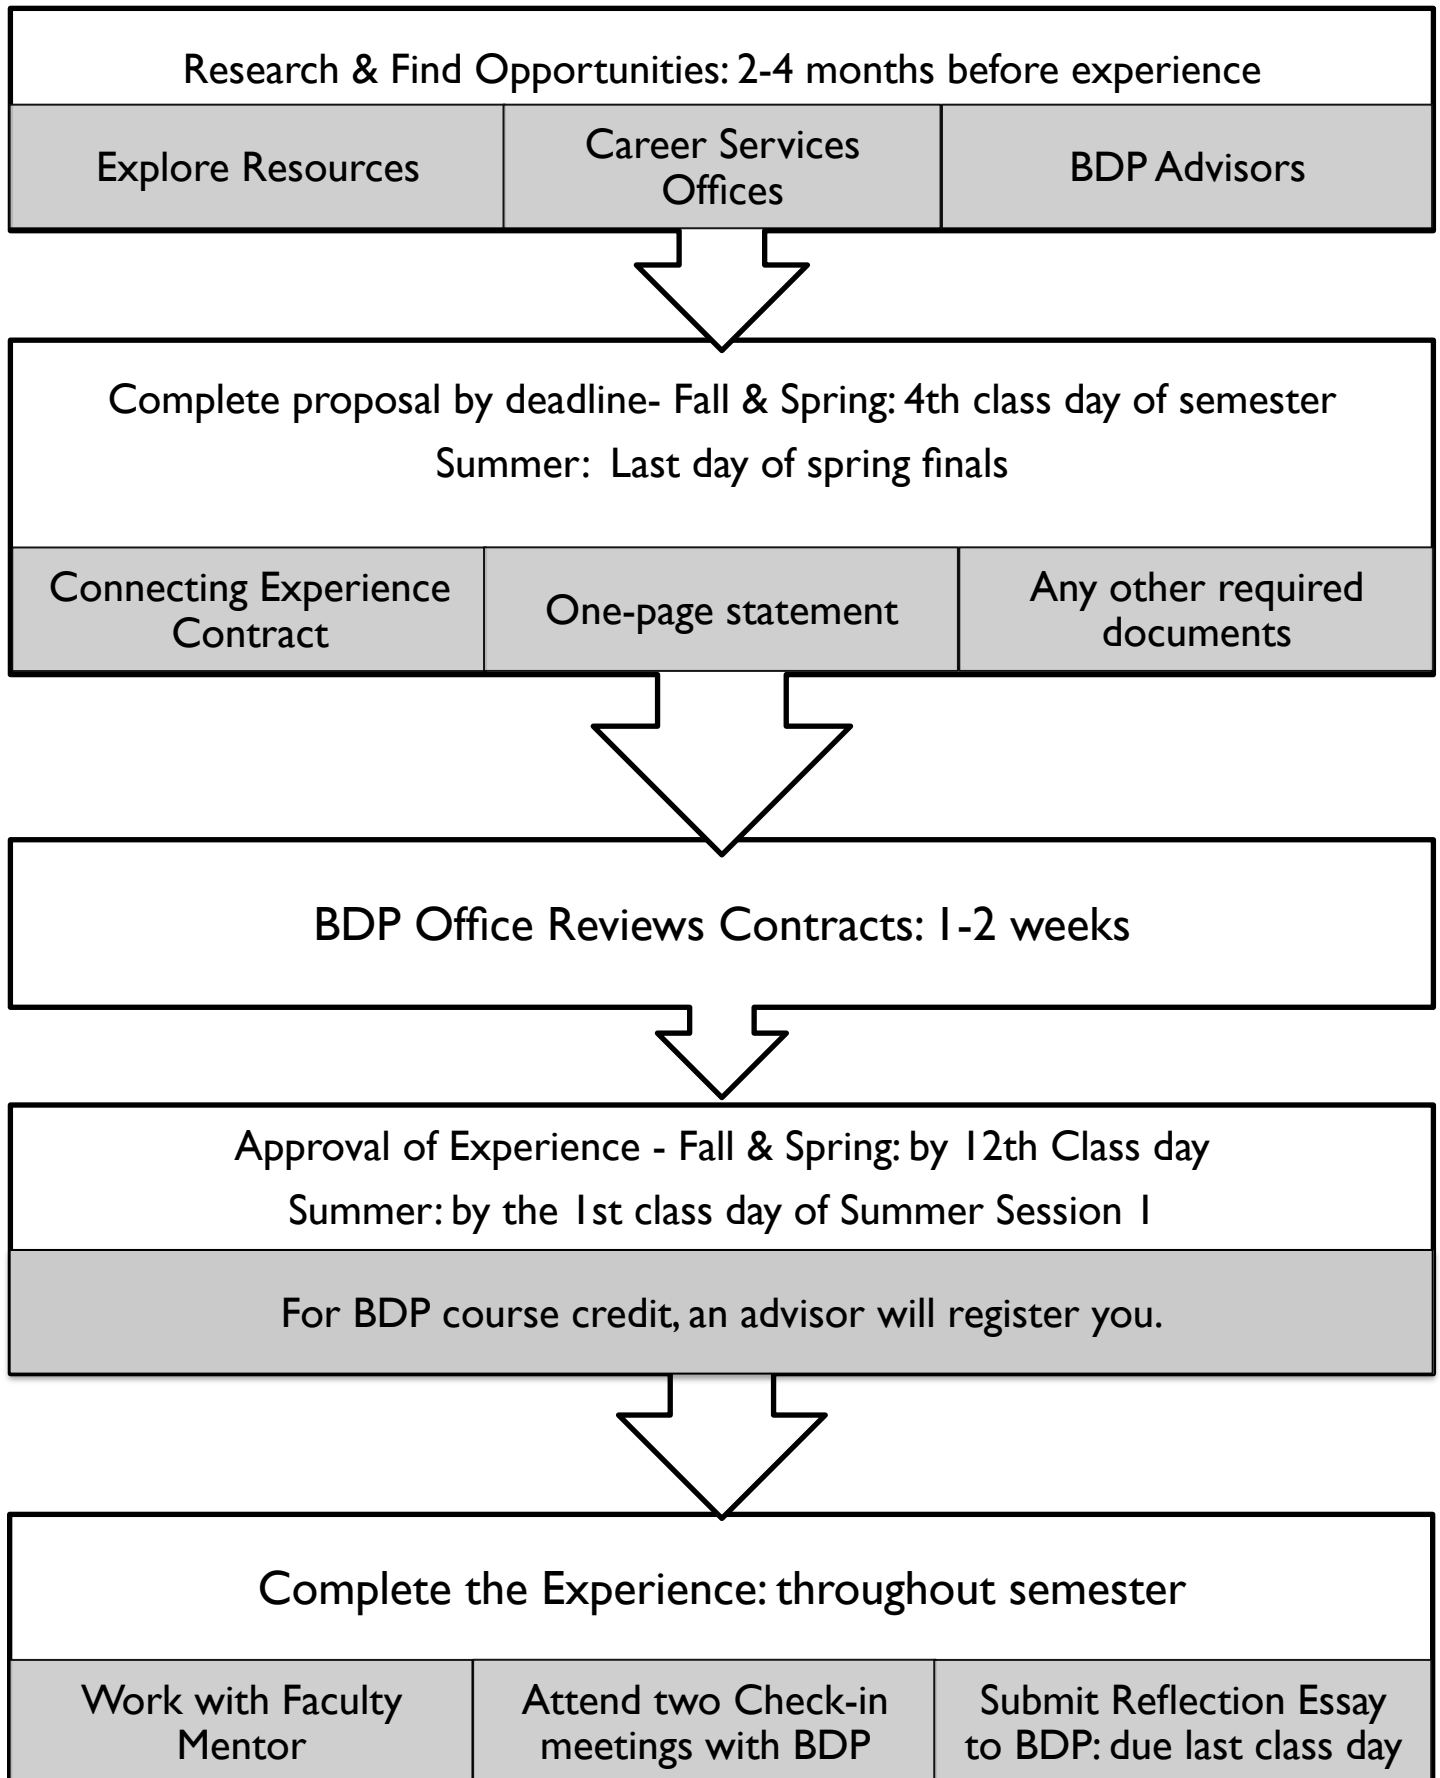 Research & Find Opportunities: 2-4 months before experience
Explore Resources
Career Services
Offices
BDP Advisors
Complete proposal by deadline- Fall & Spring: 4th class day of semester
Summer:  Last day of spring finals
Connecting Experience
Contract
One-page statement
Any other required
documents
BDP Office Reviews Contracts: 1-2 weeks
Approval of Experience - Fall & Spring: by 12th Class day
Summer: by the 1st class day of Summer Session 1
For BDP course credit, an advisor will register you.
Complete the Experience: throughout semester
Work with Faculty
Mentor
Attend two Check-in
meetings with BDP
Submit Reflection Essay
to BDP: due last class day